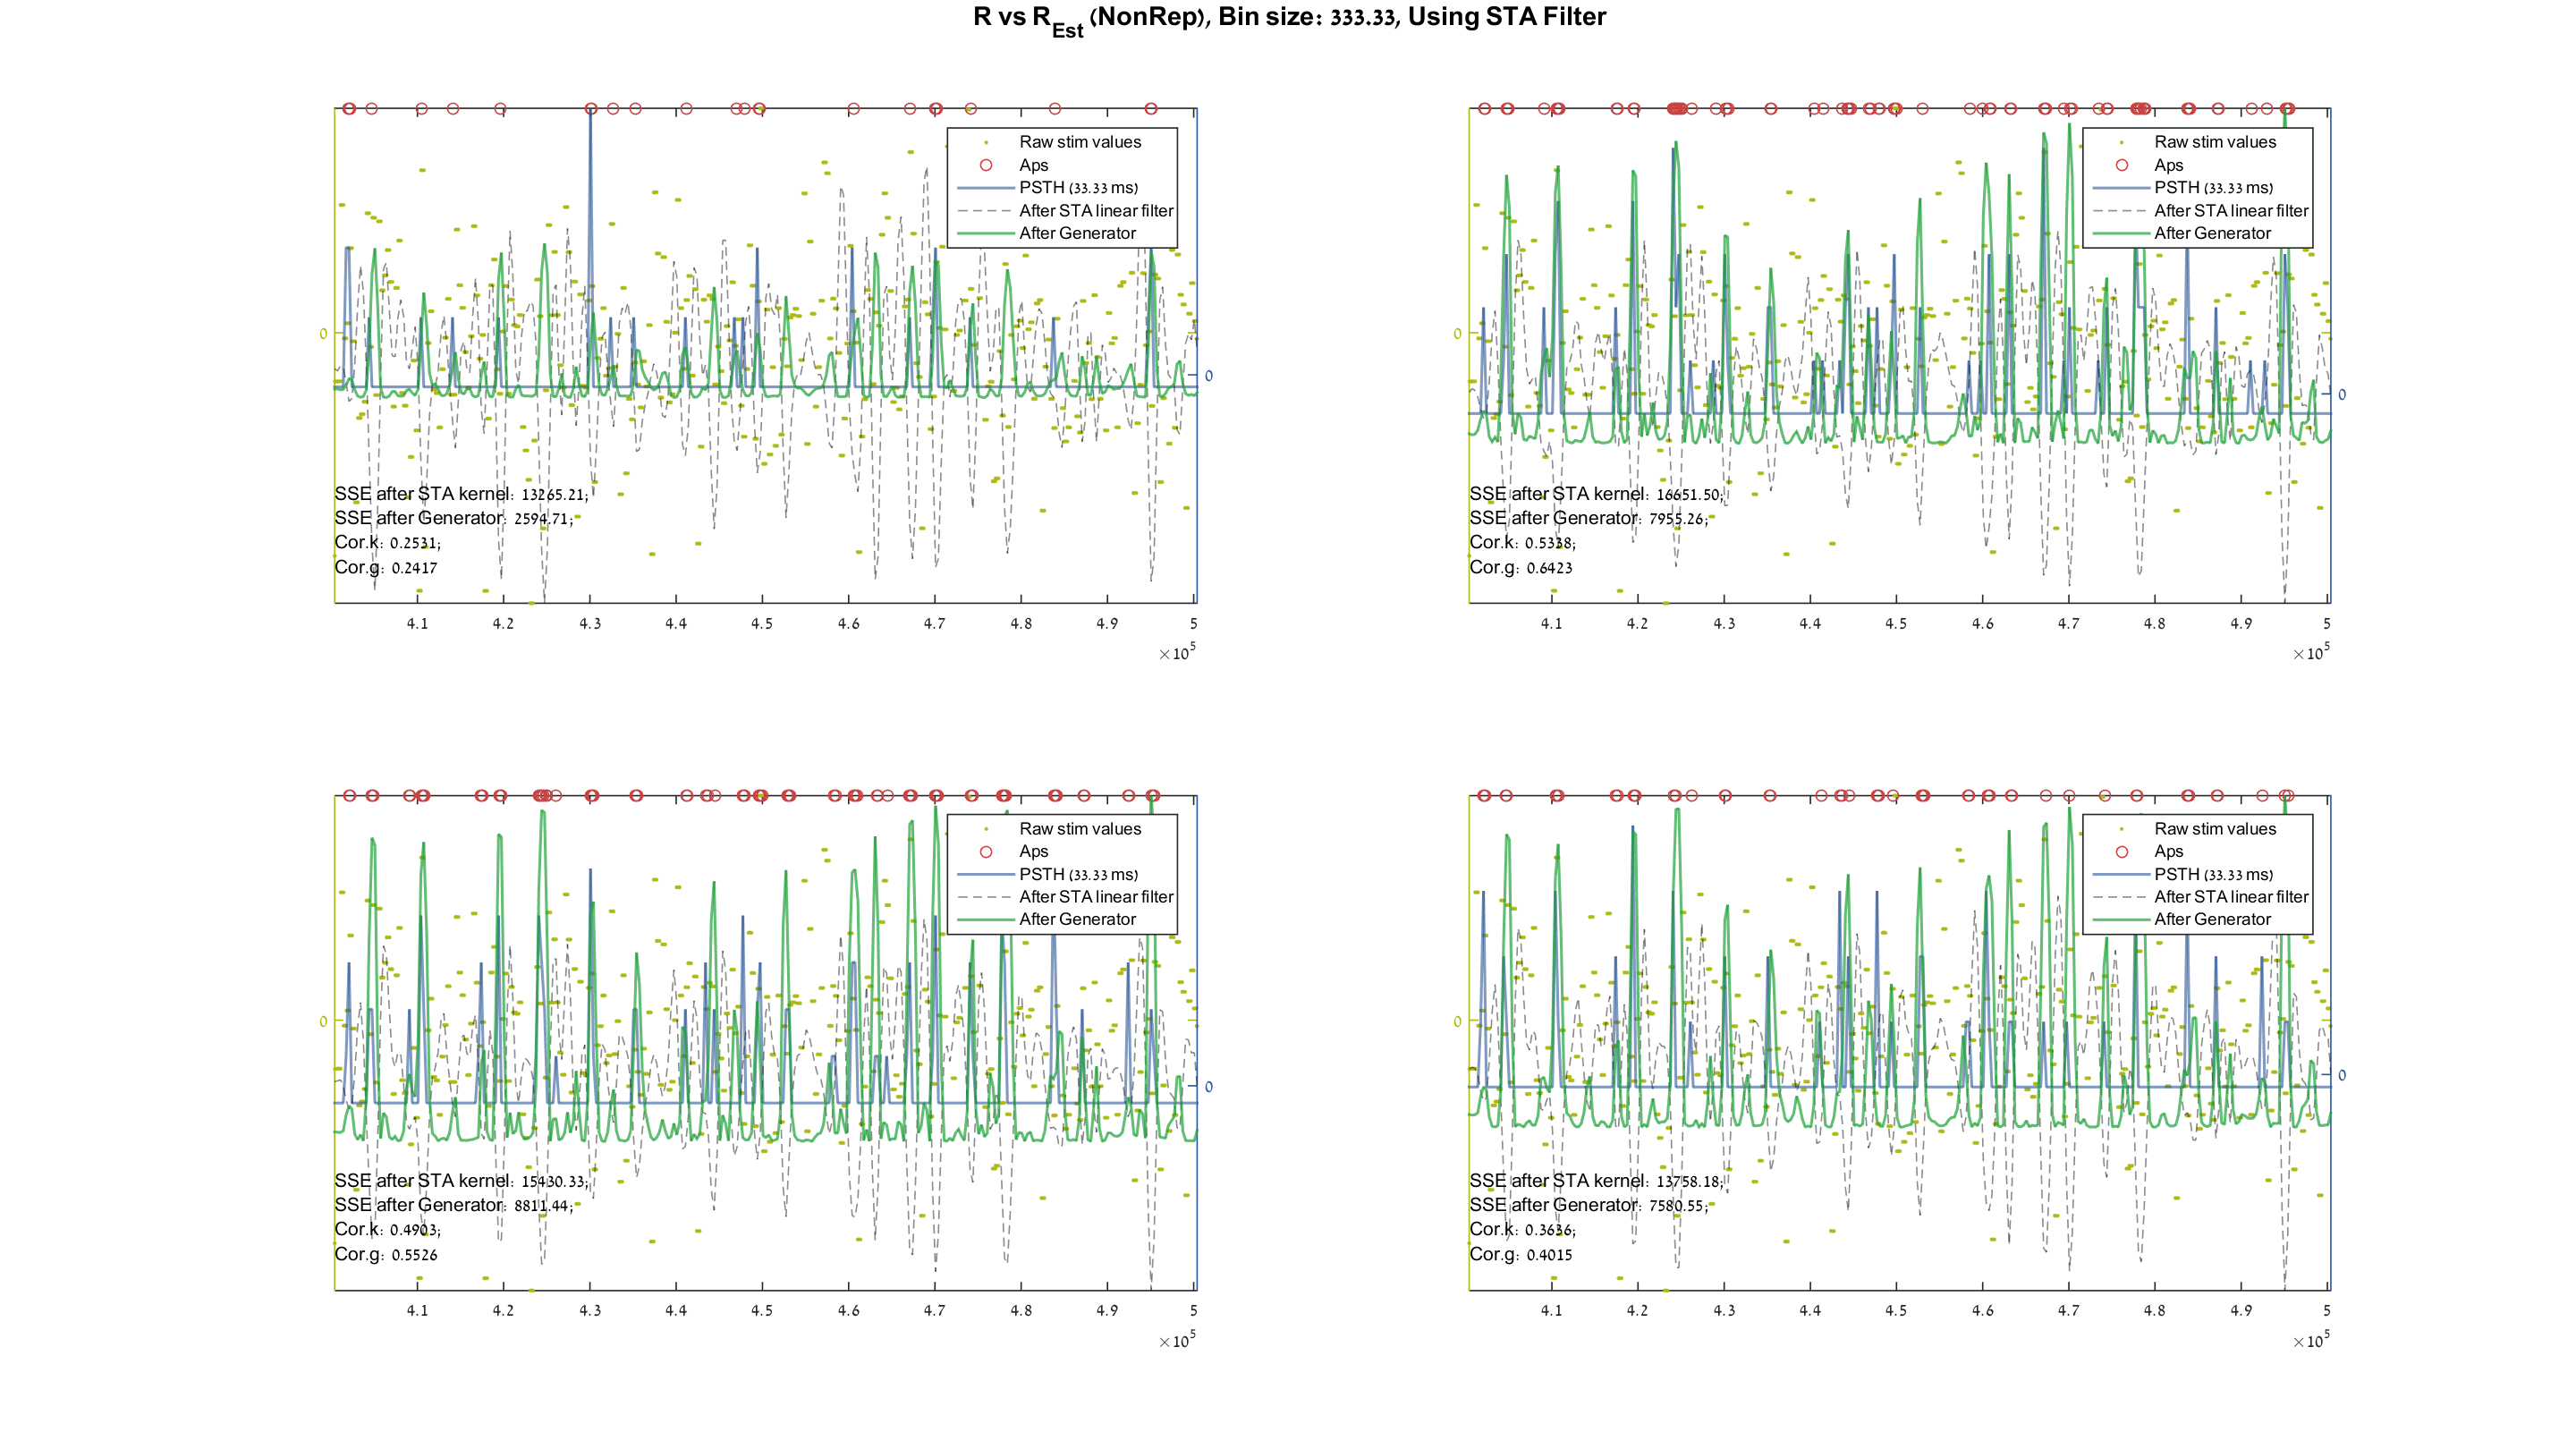 R vs R_Est (NonRep), Bin size: 333.33, Using STA Filter
Raw stim values
Aps
PSTH (33.33 ms)
After STA linear filter
After Generator
0
0
SSE after STA kernel: 13265.21;
SSE after Generator: 2594.71;
Cor.k: 0.2531;
Cor.g: 0.2417
4.1 4.2 4.3 4.4 4.5 4.6 4.7 4.8 4.9 5
×10^5
Raw stim values
Aps
PSTH (33.33 ms)
After STA linear filter
After Generator
0
0
SSE after STA kernel: 16651.50;
SSE after Generator: 7955.26;
Cor.k: 0.5338;
Cor.g: 0.6423
4.1 4.2 4.3 4.4 4.5 4.6 4.7 4.8 4.9 5
×10^5
Raw stim values
Aps
PSTH (33.33 ms)
After STA linear filter
After Generator
0
0
SSE after STA kernel: 15430.33;
SSE after Generator: 8811.44;
Cor.k: 0.4903;
Cor.g: 0.5526
4.1 4.2 4.3 4.4 4.5 4.6 4.7 4.8 4.9 5
×10^5
Raw stim values
Aps
PSTH (33.33 ms)
After STA linear filter
After Generator
0
0
SSE after STA kernel: 13758.18;
SSE after Generator: 7580.55;
Cor.k: 0.3636;
Cor.g: 0.4015
4.1 4.2 4.3 4.4 4.5 4.6 4.7 4.8 4.9 5
×10^5